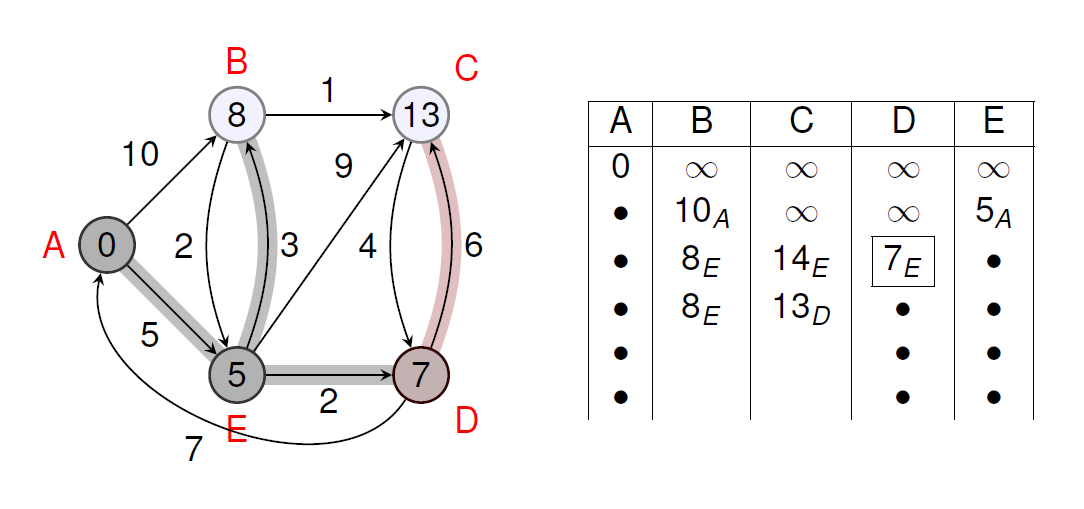 B
C
8
1
13
10
9
A
0
2
3
4
6
5
5
2
7
E
D
7
A B C D E
0 ∞ ∞ ∞ ∞
• 10A ∞ ∞ 5A
• 8E 14E 7E •
• 8E 13D • •
• • •
• • •